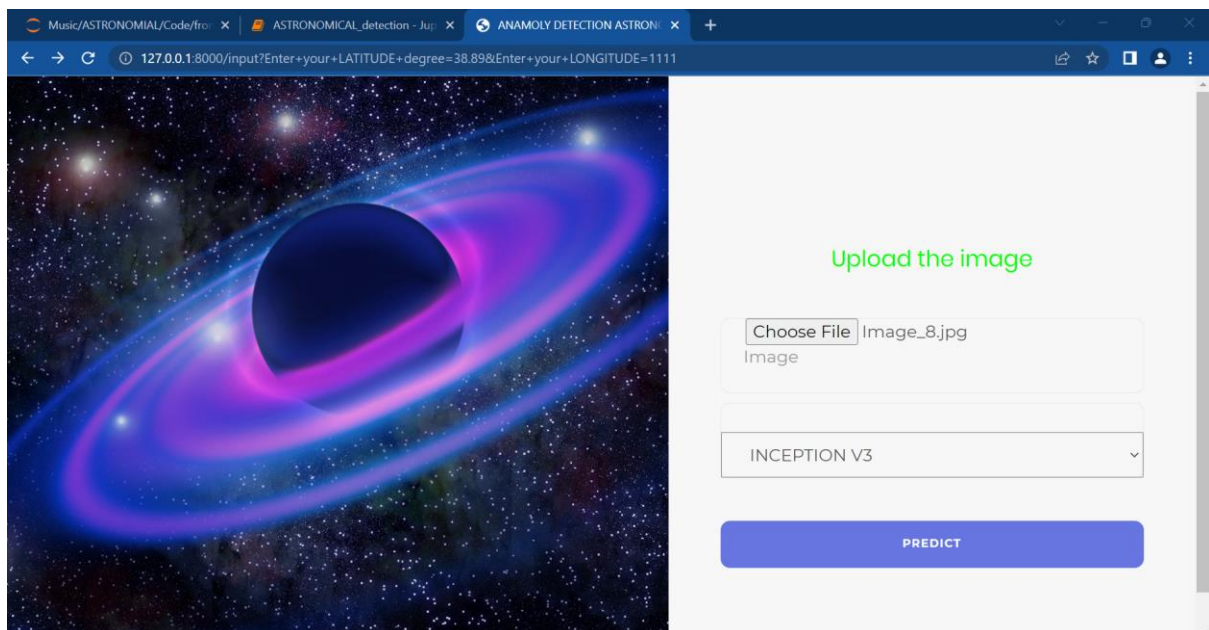 Music/ASTRONOMIAL/Code/fro
ASTRONOMICAL_detection - Jup
ANAMOLY DETECTION ASTRONO
127.0.0.1:8000/input?Enter+your+LATITUDE+degree=38.89&Enter+your+LONGITUDE=1111
Upload the image
Choose File Image_8.jpg
Image
INCEPTION V3
PREDICT